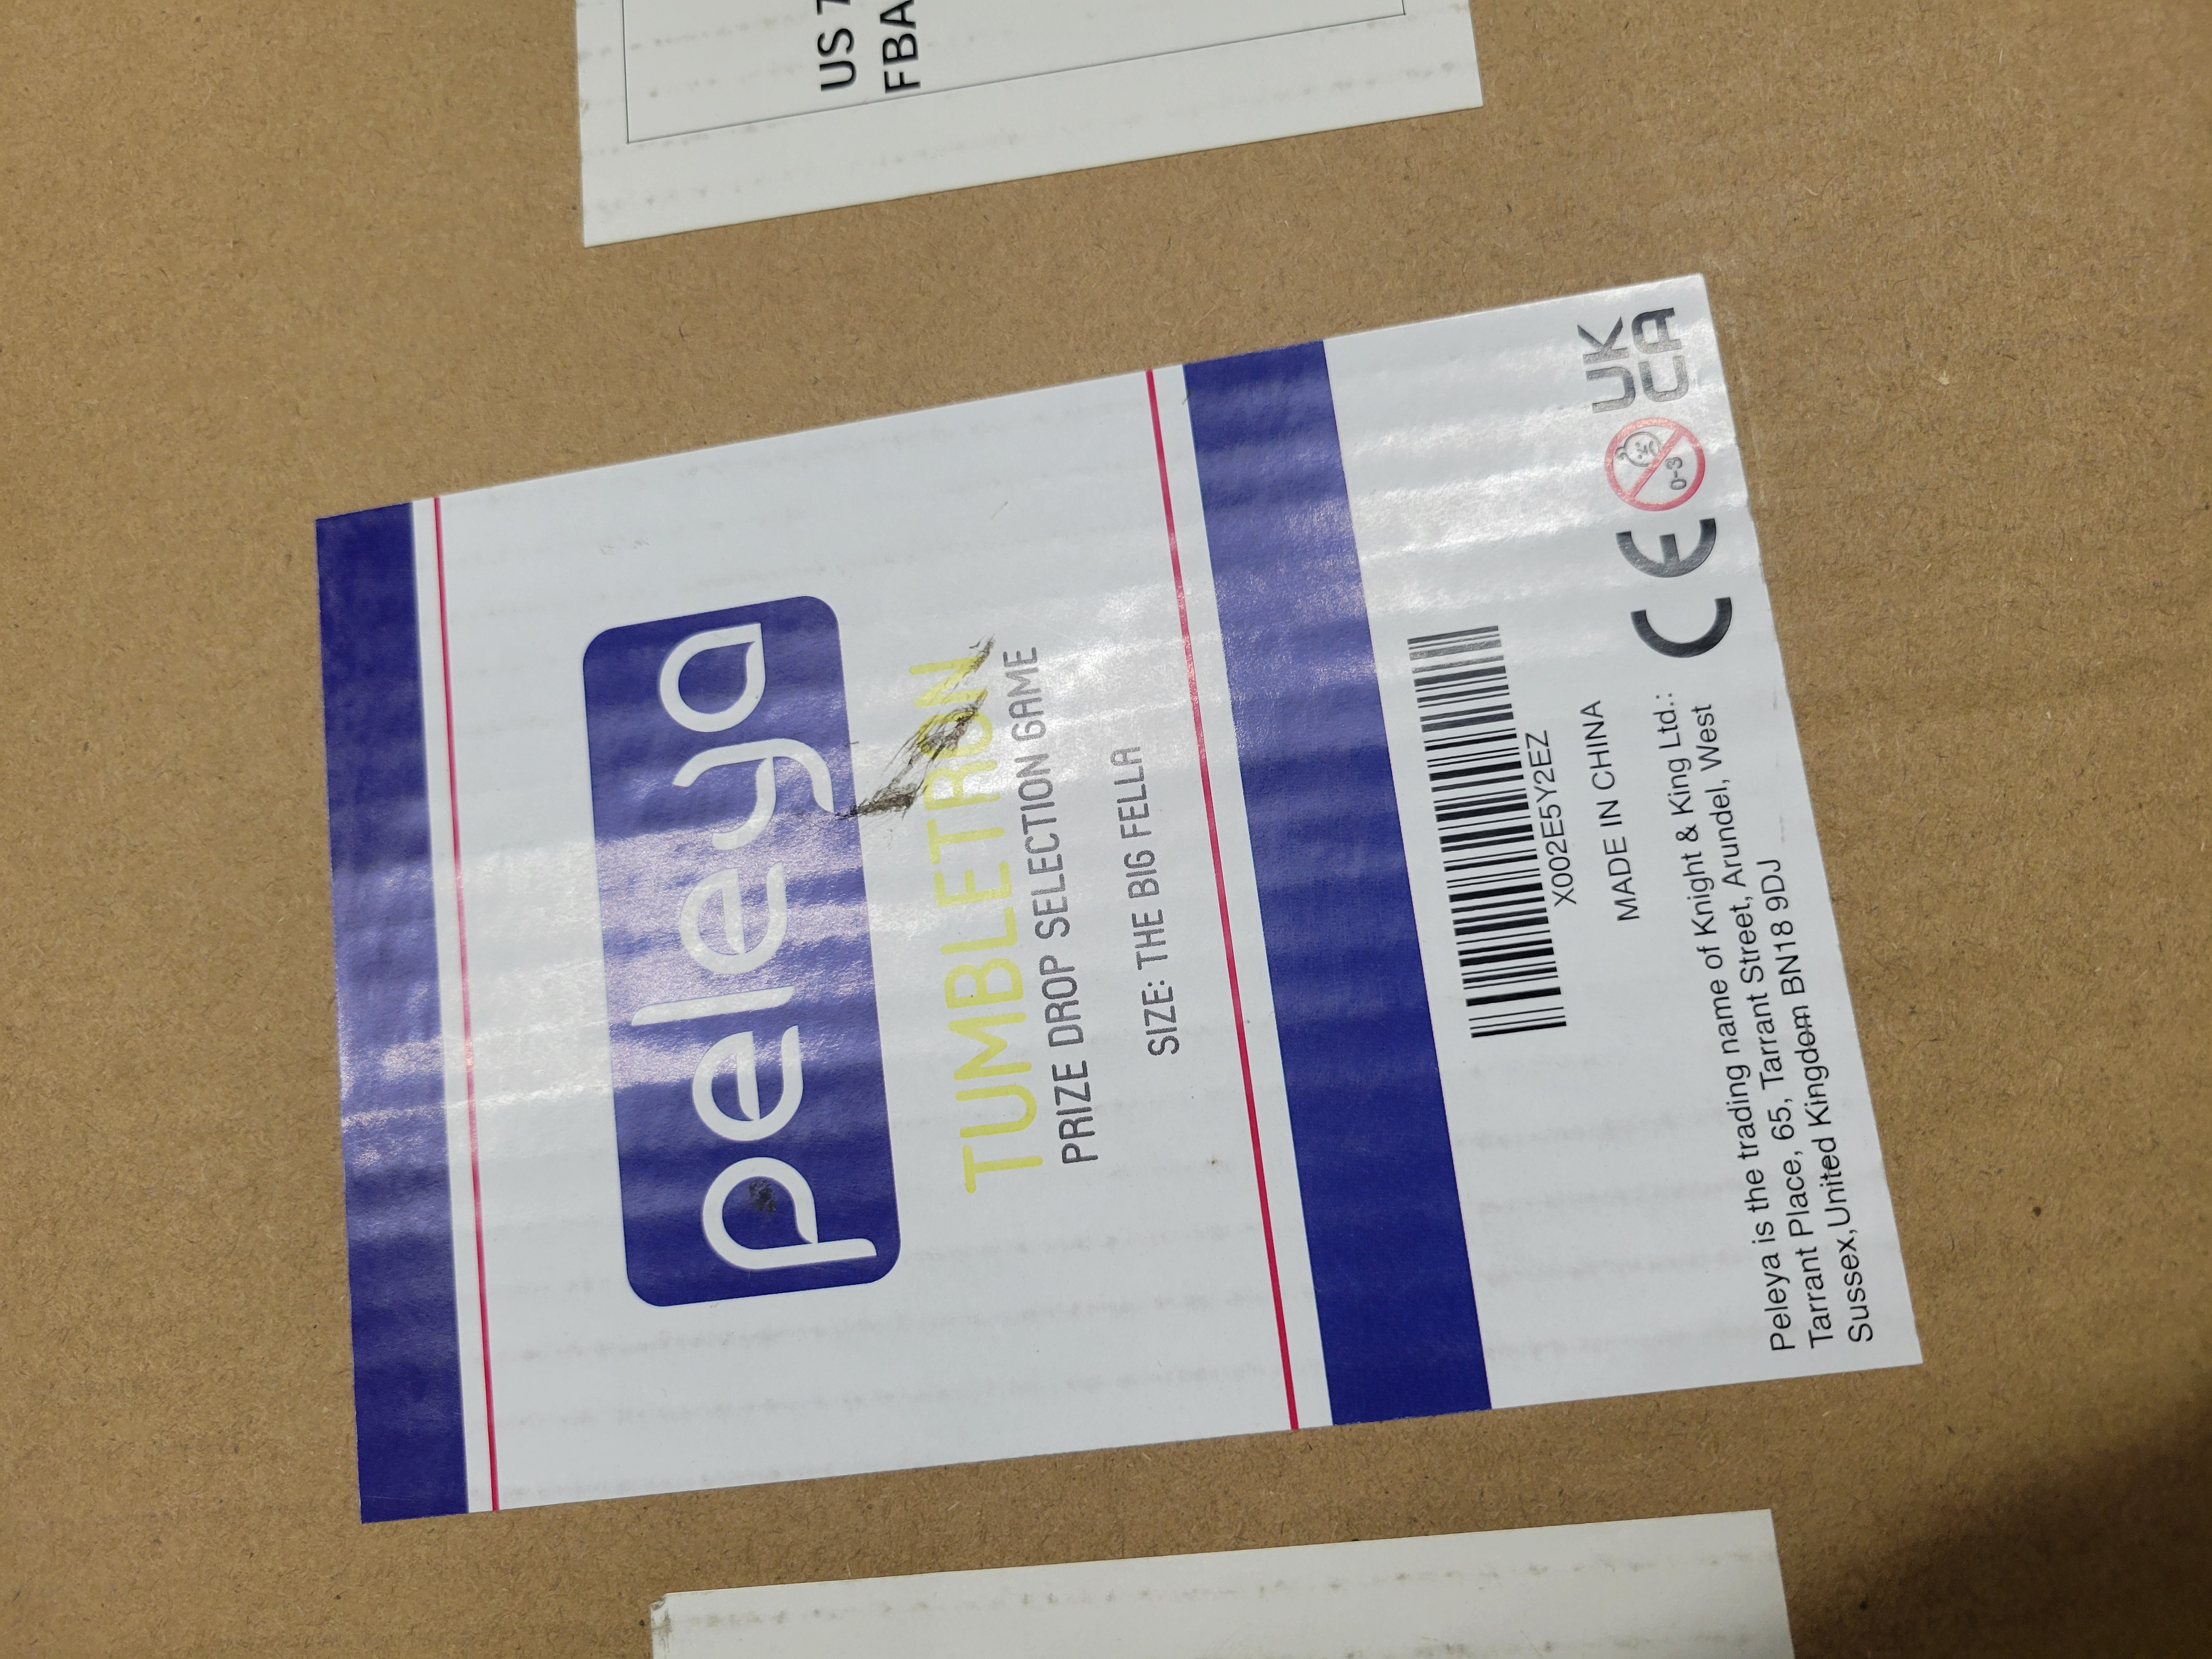 US 7
FBA
peleya
TUMBLETRON
PRIZE DROP SELECTION GAME
SIZE: THE BIG FELLA
X002E5Y2EZ
MADE IN CHINA
Peleya is the trading name of Knight & King Ltd.:
Tarrant Place, 65, Tarrant Street, Arundel, West
Sussex,United Kingdom BN18 9DJ
CE
0-3
UK
CA